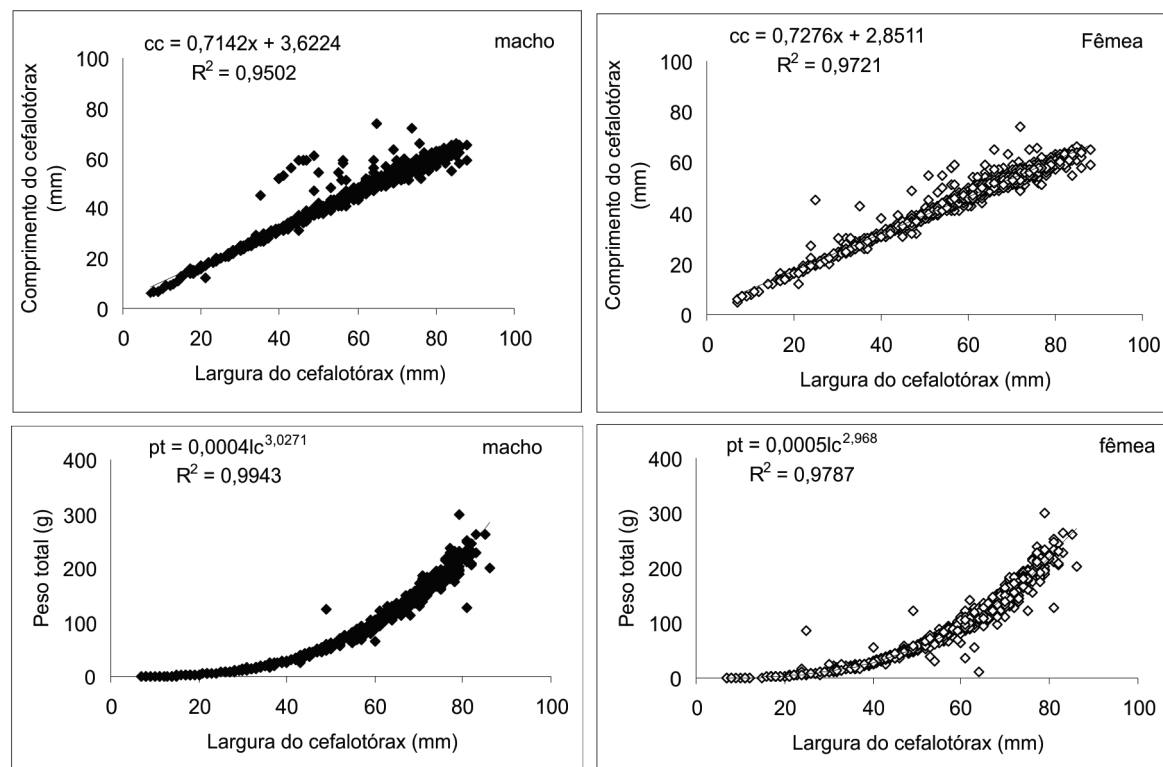 cc = 0,7142x + 3,6224
R² = 0,9502
macho
Comprimento do cefalotórax
(mm)
100
80
60
40
20
0
0 20 40 60 80 100
Largura do cefalotórax (mm)
cc = 0,7276x + 2,8511
R² = 0,9721
Fêmea
Comprimento do cefalotórax
(mm)
100
80
60
40
20
0
0 20 40 60 80 100
Largura do cefalotórax (mm)
pt = 0,0004lc³,⁰²⁷¹
R² = 0,9943
macho
Peso total (g)
400
300
200
100
0
0 20 40 60 80 100
Largura do cefalotórax (mm)
pt = 0,0005lc²,⁹⁶⁸
R² = 0,9787
fêmea
Peso total (g)
400
300
200
100
0
0 20 40 60 80 100
Largura do cefalotórax (mm)